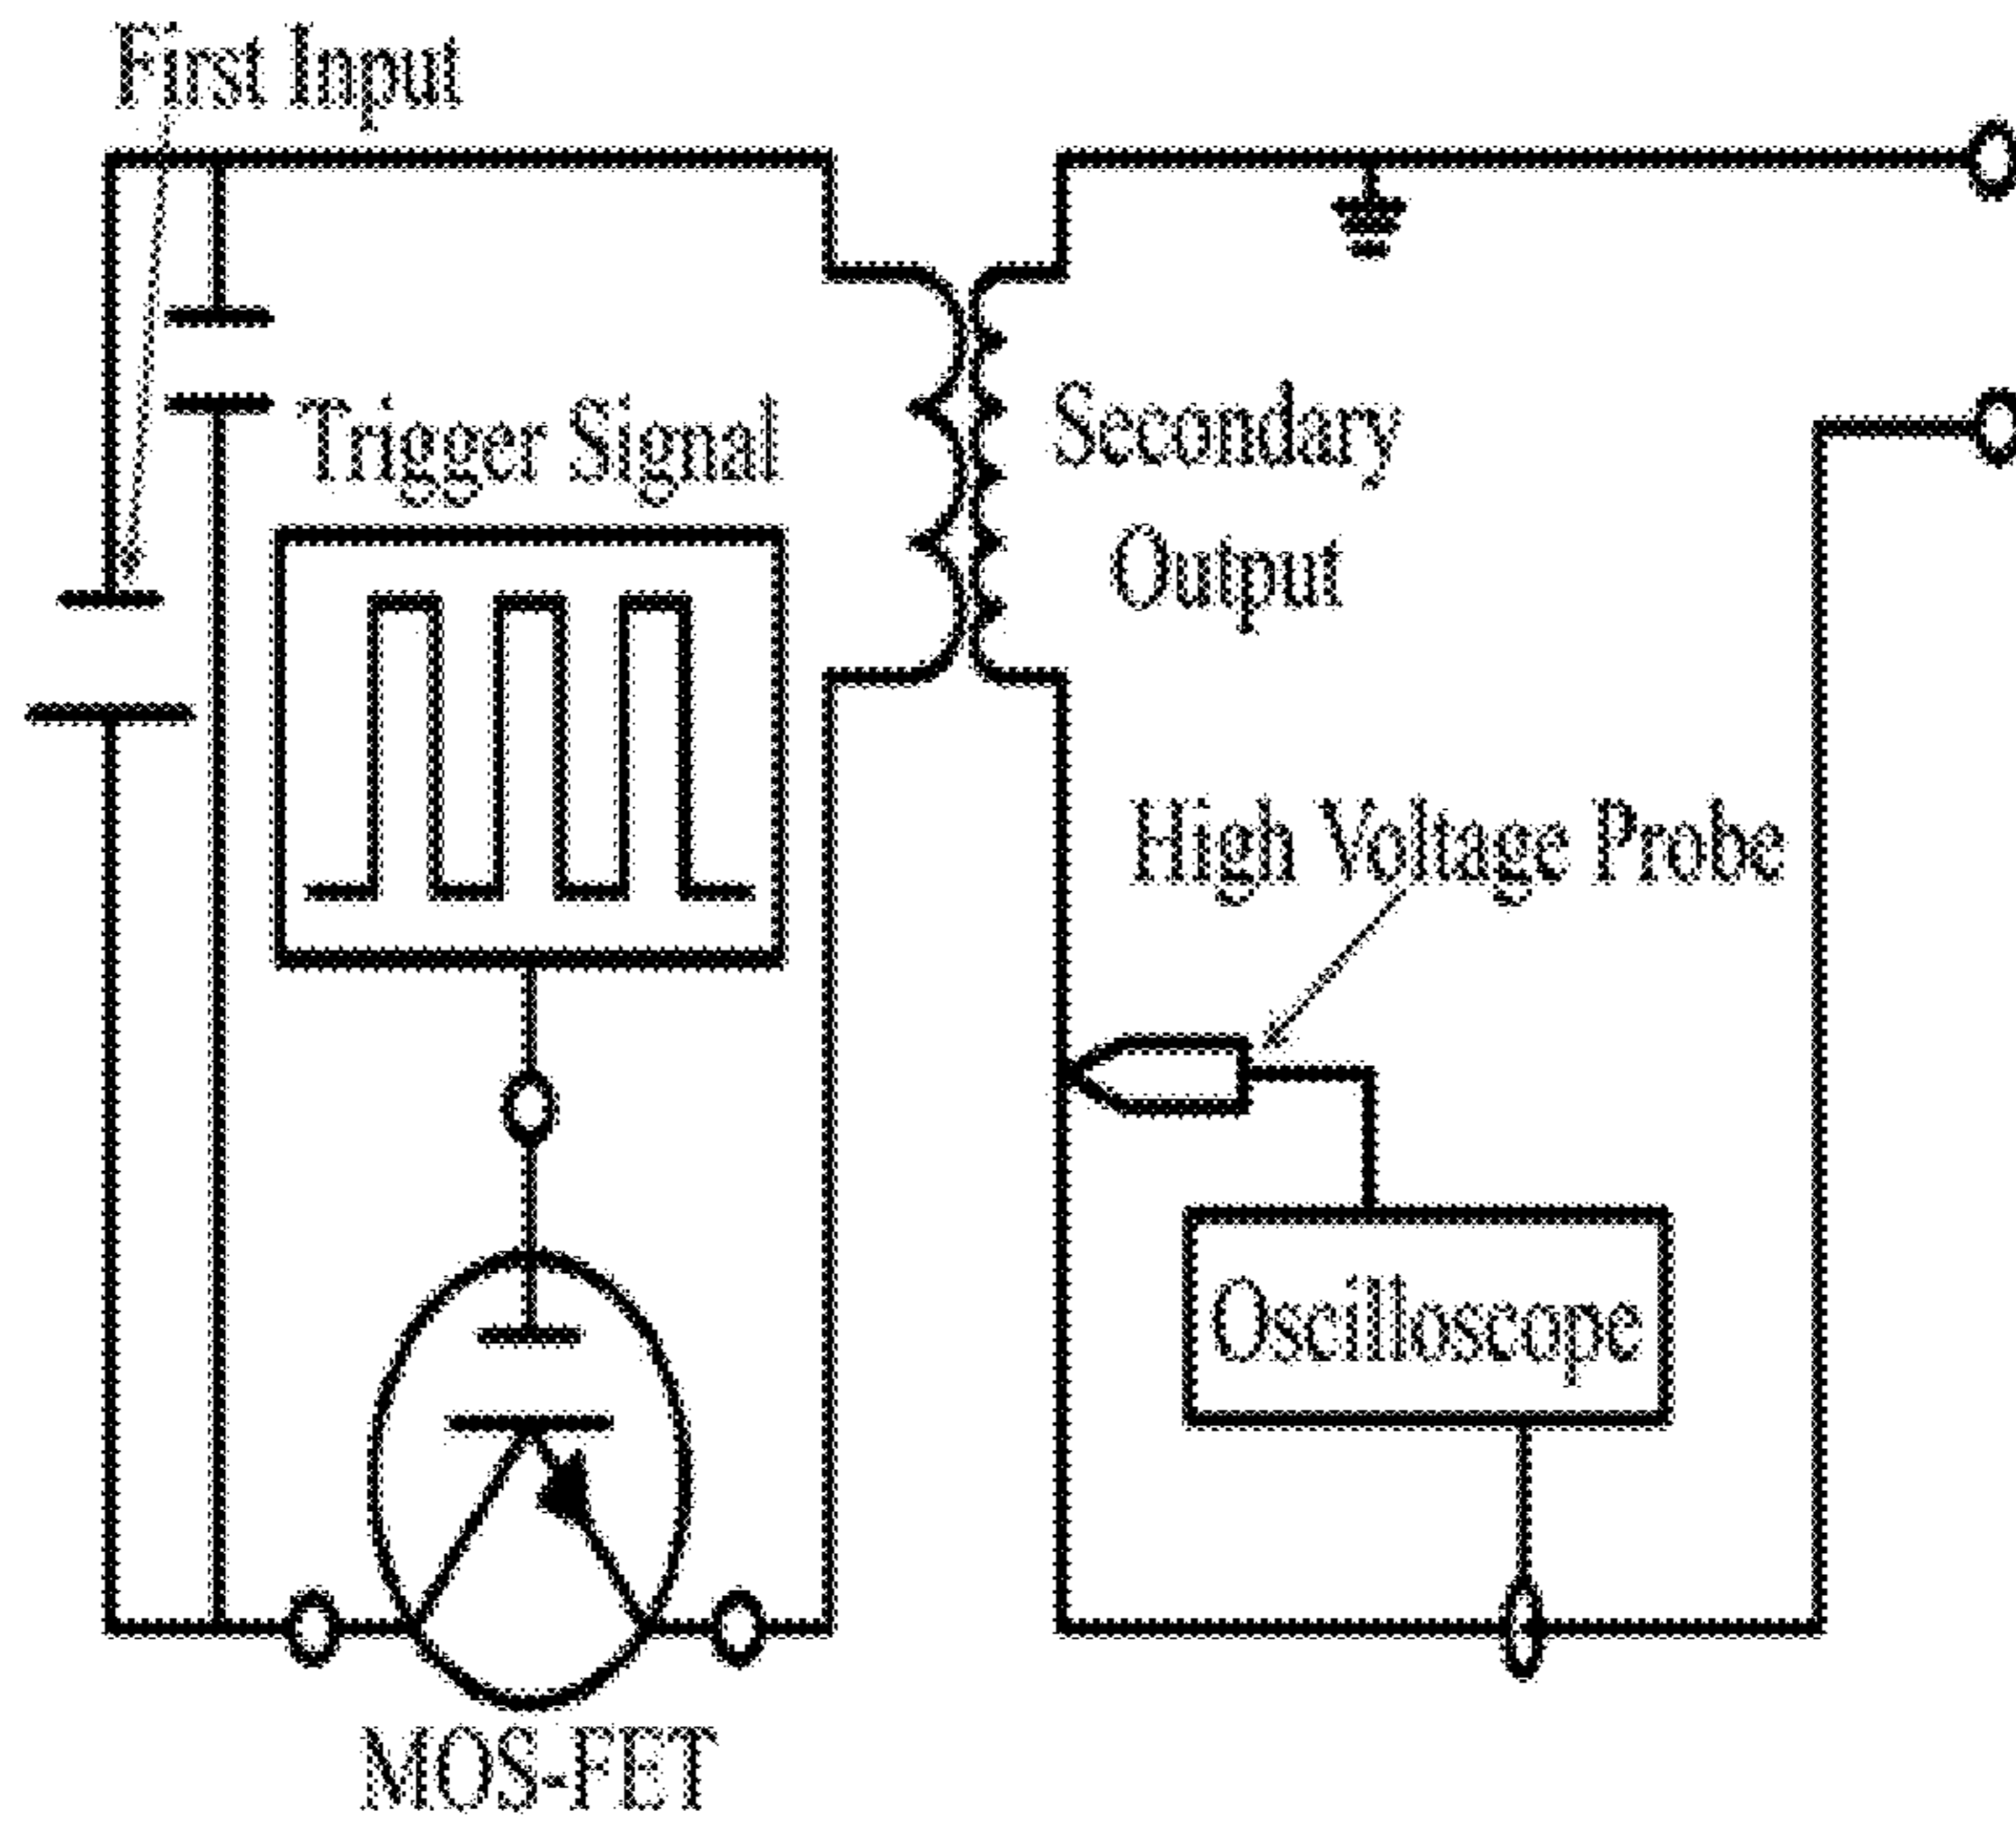 First Input
Trigger Signal
Secondary
Output
High Voltage Probe
Oscilloscope
MOS-FET